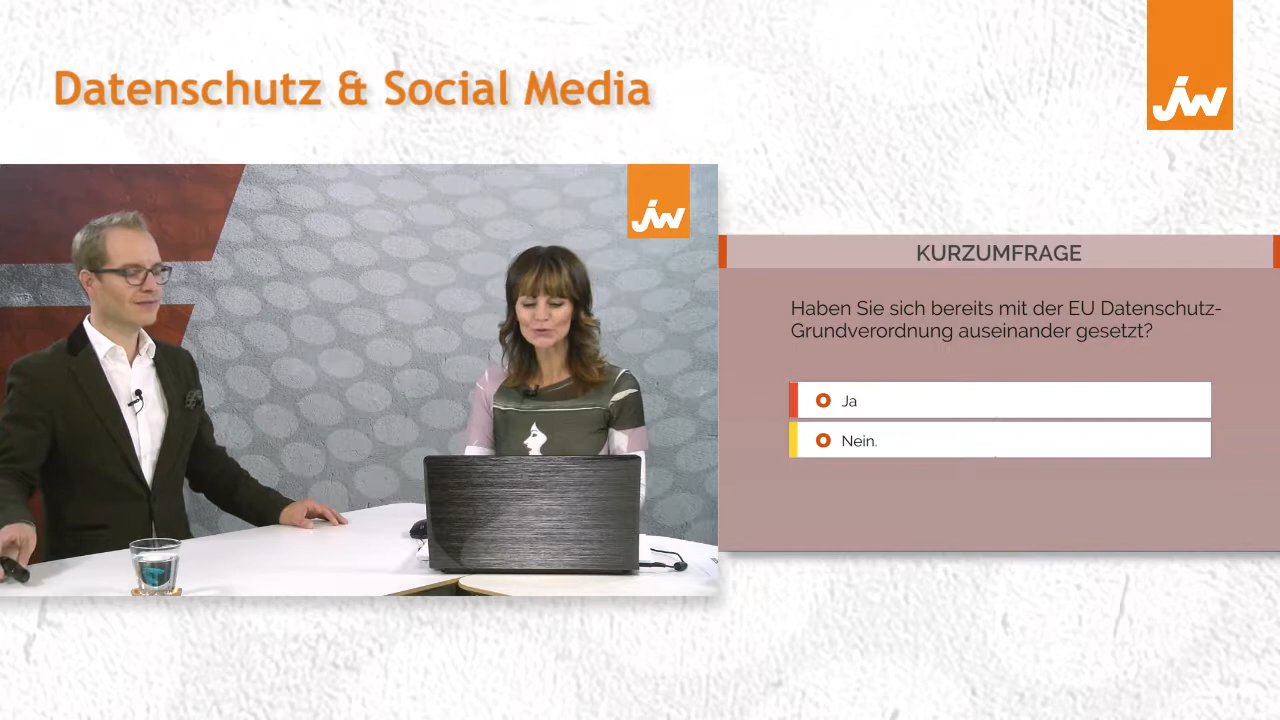 Datenschutz & Social Media
jw
jw
KURZUMFRAGE
Haben Sie sich bereits mit der EU Datenschutz-
Grundverordnung auseinander gesetzt?
Ja
Nein.